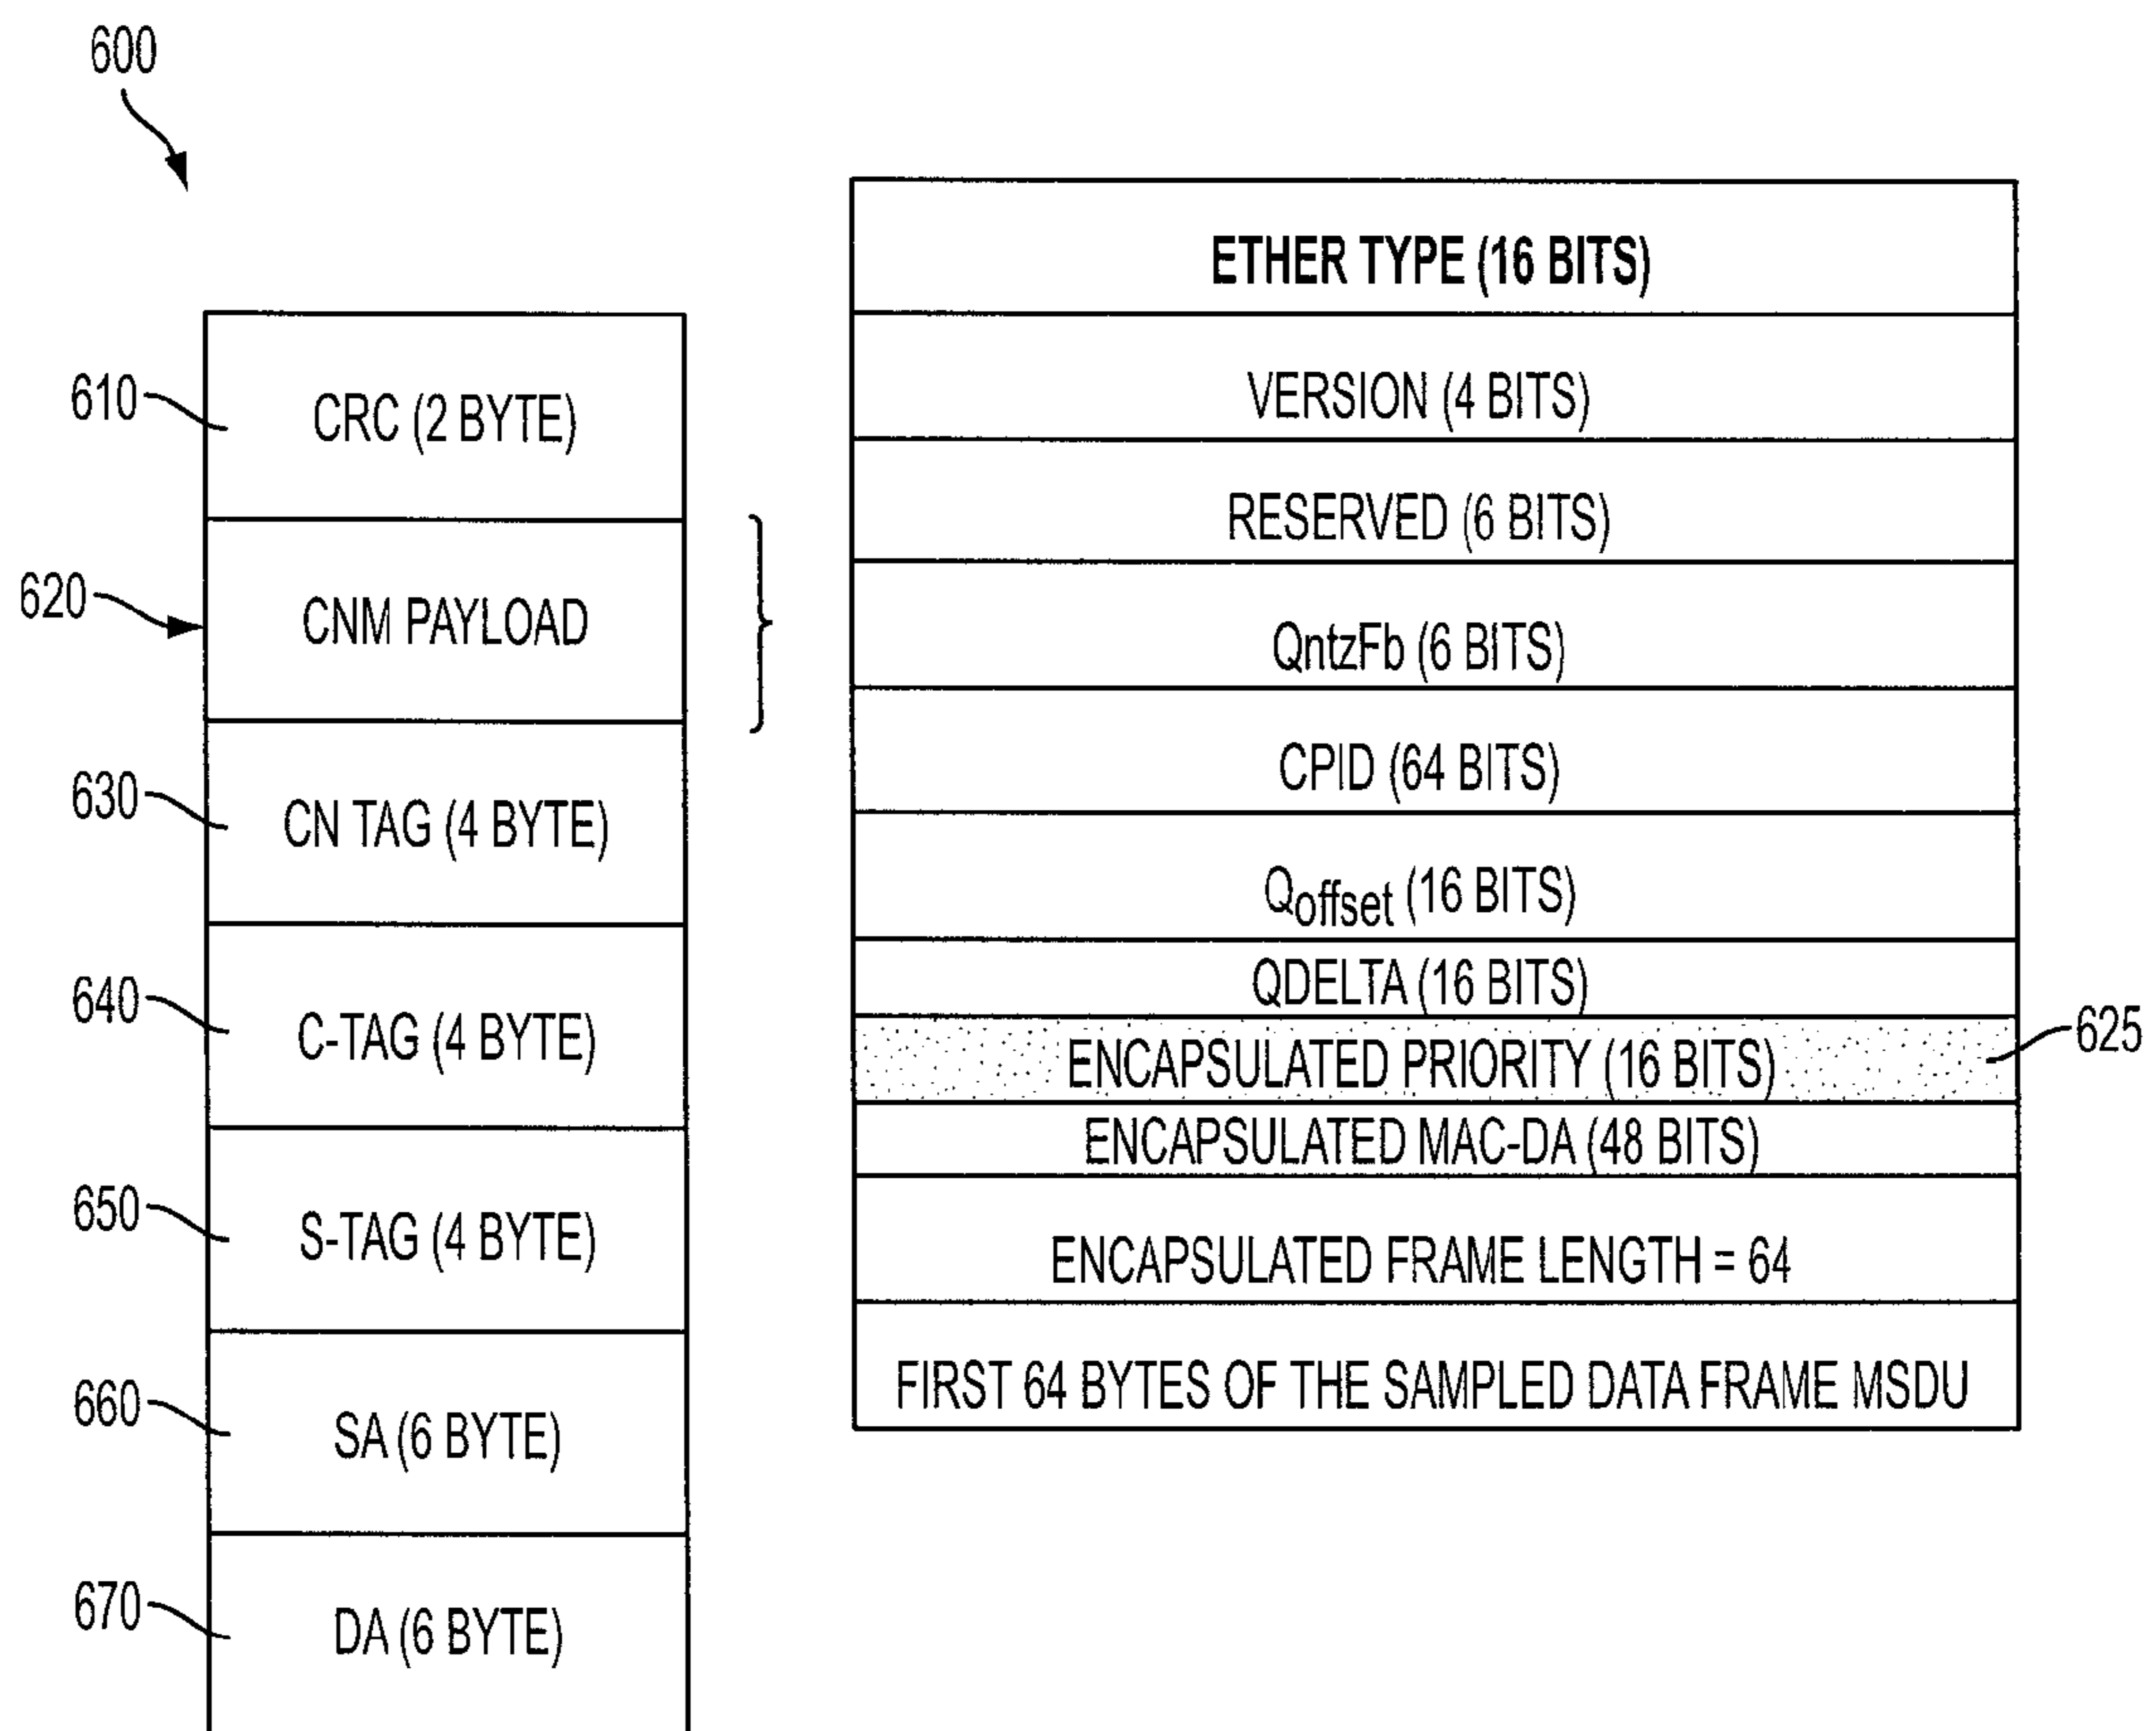 600
610
CRC (2 BYTE)
620
CNM PAYLOAD
630
CN TAG (4 BYTE)
640
C-TAG (4 BYTE)
650
S-TAG (4 BYTE)
660
SA (6 BYTE)
670
DA (6 BYTE)
ETHER TYPE (16 BITS)
VERSION (4 BITS)
RESERVED (6 BITS)
QntzFb (6 BITS)
CPID (64 BITS)
Qoffset (16 BITS)
QDELTA (16 BITS)
ENCAPSULATED PRIORITY (16 BITS)
625
ENCAPSULATED MAC-DA (48 BITS)
ENCAPSULATED FRAME LENGTH = 64
FIRST 64 BYTES OF THE SAMPLED DATA FRAME MSDU